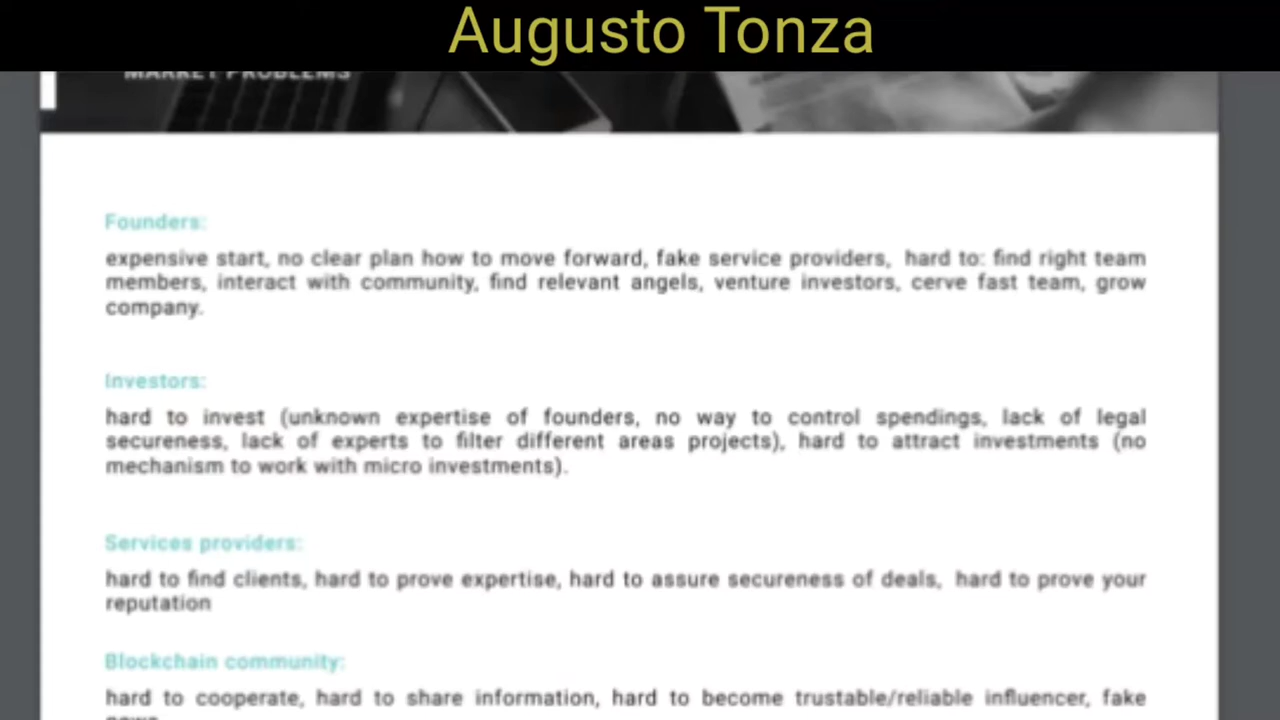 Augusto Tonza
MARKET PROBLEMS
Founders:
expensive start, no clear plan how to move forward, fake service providers, hard to: find right team
members, interact with community, find relevant angels, venture investors, cerve fast team, grow
company.
Investors:
hard to invest (unknown expertise of founders, no way to control spendings, lack of legal
secureness, lack of experts to filter different areas projects), hard to attract investments (no
mechanism to work with micro investments).
Services providers:
hard to find clients, hard to prove expertise, hard to assure secureness of deals, hard to prove your
reputation
Blockchain community:
hard to cooperate, hard to share information, hard to become trustable/reliable influencer, fake